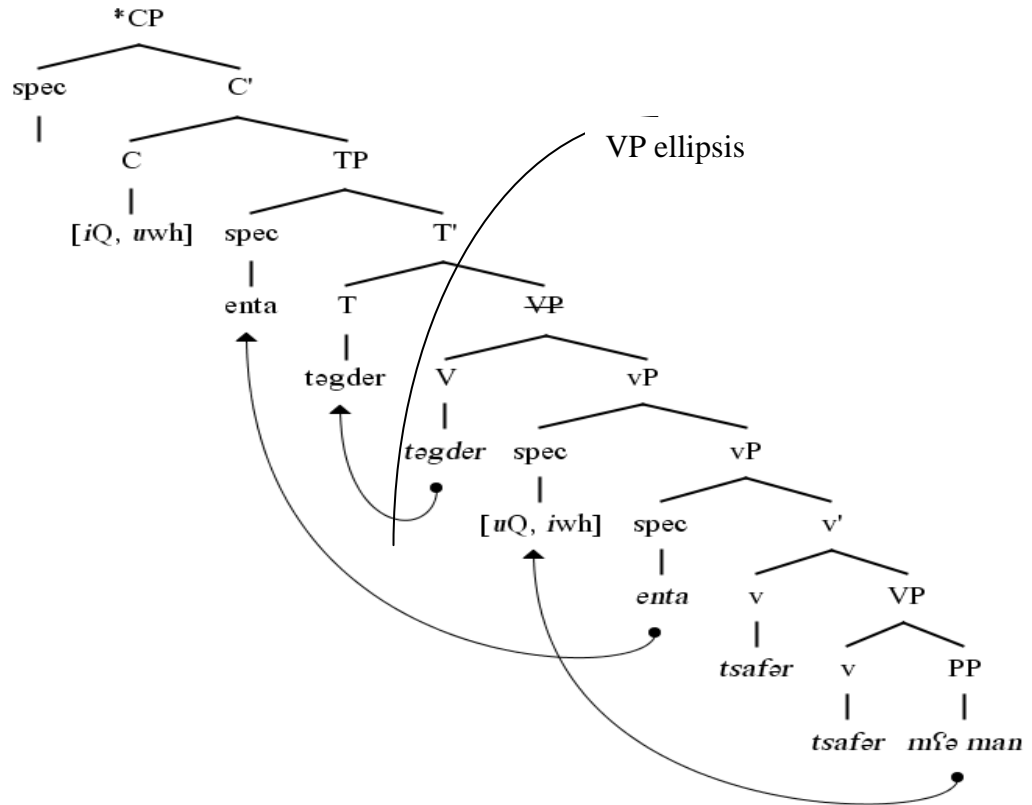 *CP
spec C'
VP ellipsis
C TP
[iQ, uwh] spec T'
enta T VP
təgder V vP
təgder spec vP
[uQ, iwh] spec v'
enta v VP
tsafər v PP
tsafər mʕə man